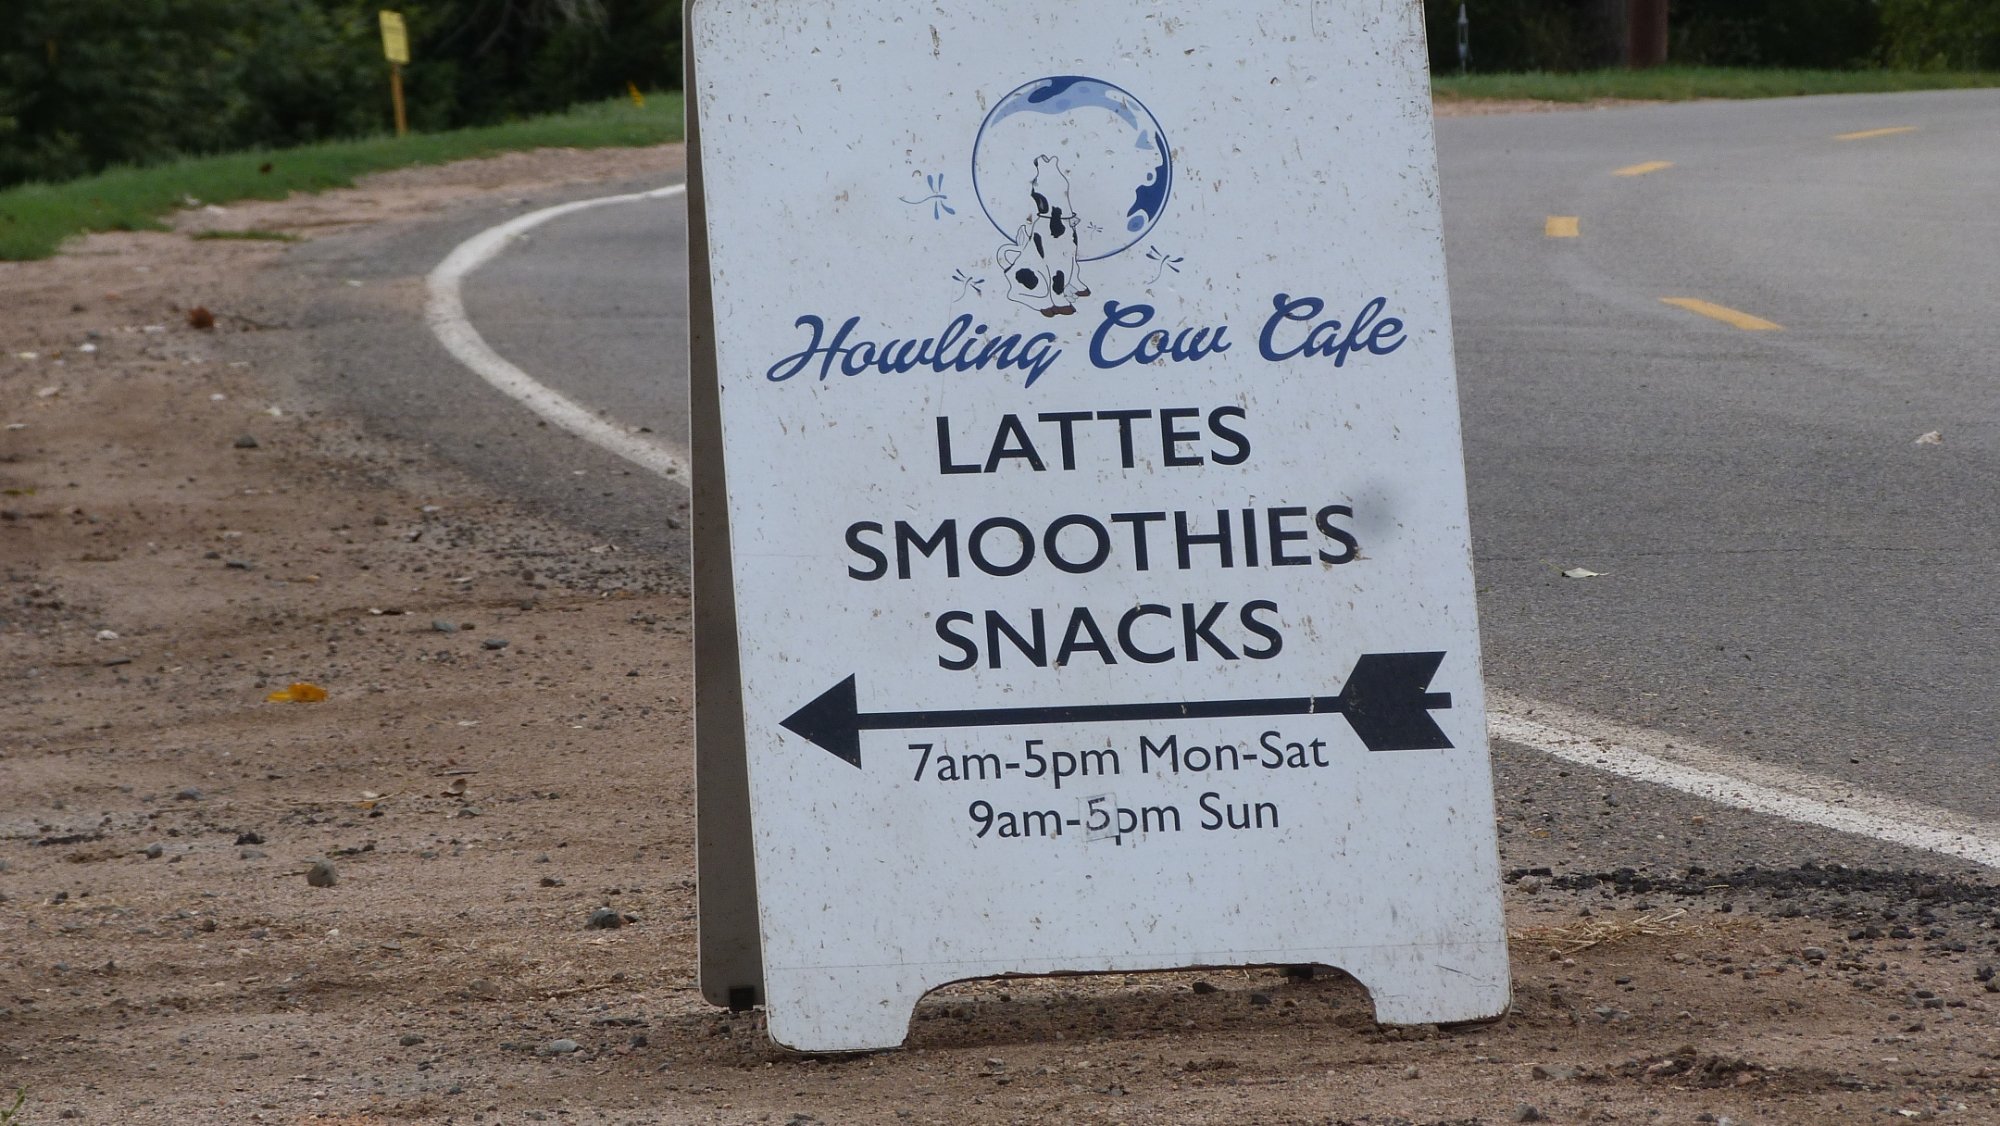 Howling Cow Cafe
LATTES
SMOOTHIES
SNACKS
7am-5pm Mon-Sat
9am-5pm Sun